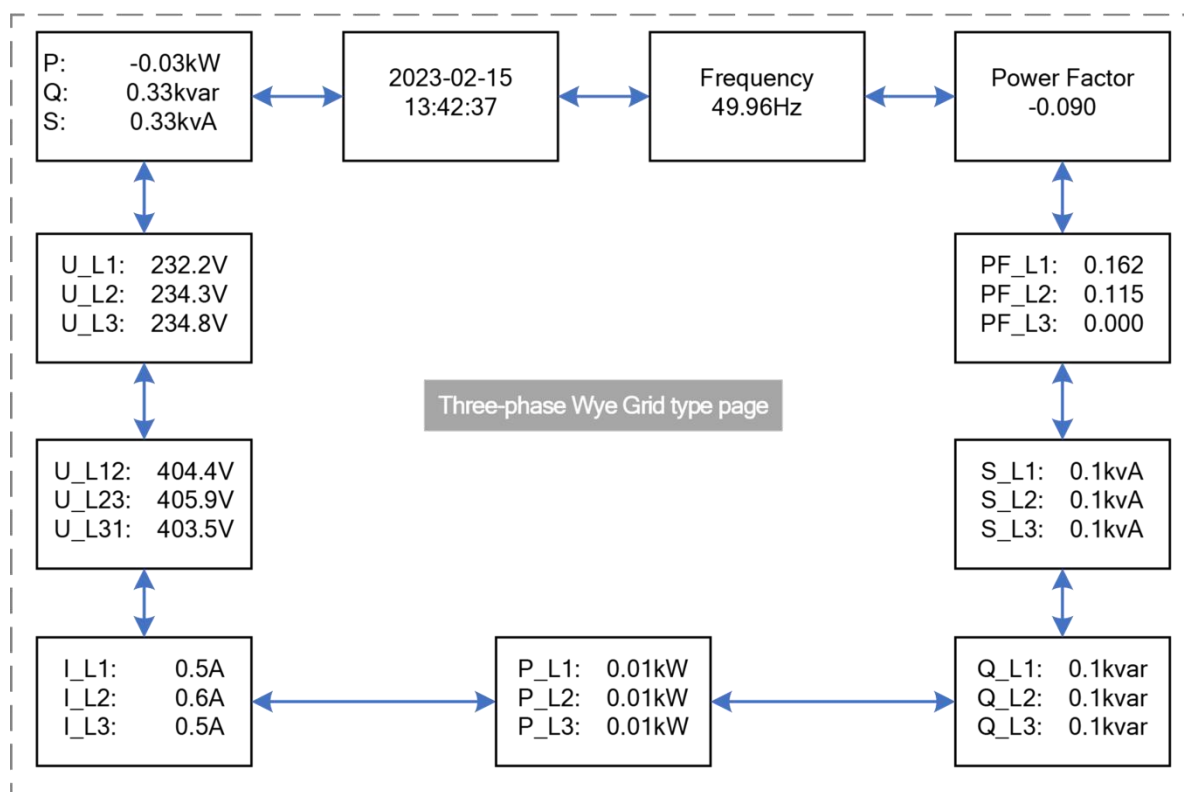 P: -0.03kW
Q: 0.33kvar
S: 0.33kvA
2023-02-15
13:42:37
Frequency
49.96Hz
Power Factor
-0.090
U_L1: 232.2V
U_L2: 234.3V
U_L3: 234.8V
PF_L1: 0.162
PF_L2: 0.115
PF_L3: 0.000
Three-phase Wye Grid type page
U_L12: 404.4V
U_L23: 405.9V
U_L31: 403.5V
S_L1: 0.1kvA
S_L2: 0.1kvA
S_L3: 0.1kvA
I_L1: 0.5A
I_L2: 0.6A
I_L3: 0.5A
P_L1: 0.01kW
P_L2: 0.01kW
P_L3: 0.01kW
Q_L1: 0.1kvar
Q_L2: 0.1kvar
Q_L3: 0.1kvar